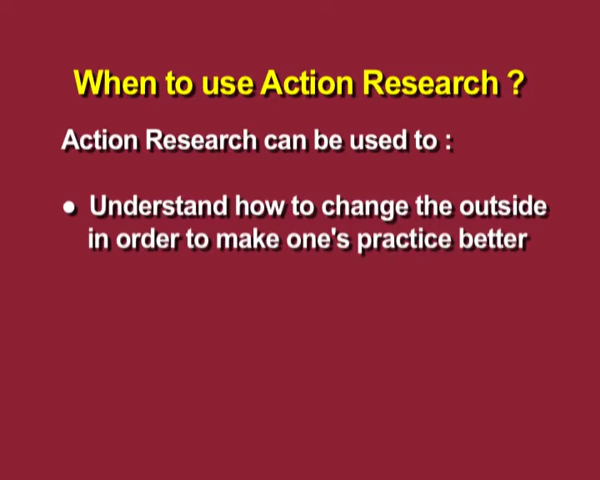 When to use Action Research ?
Action Research can be used to :
● Understand how to change the outside
in order to make one's practice better